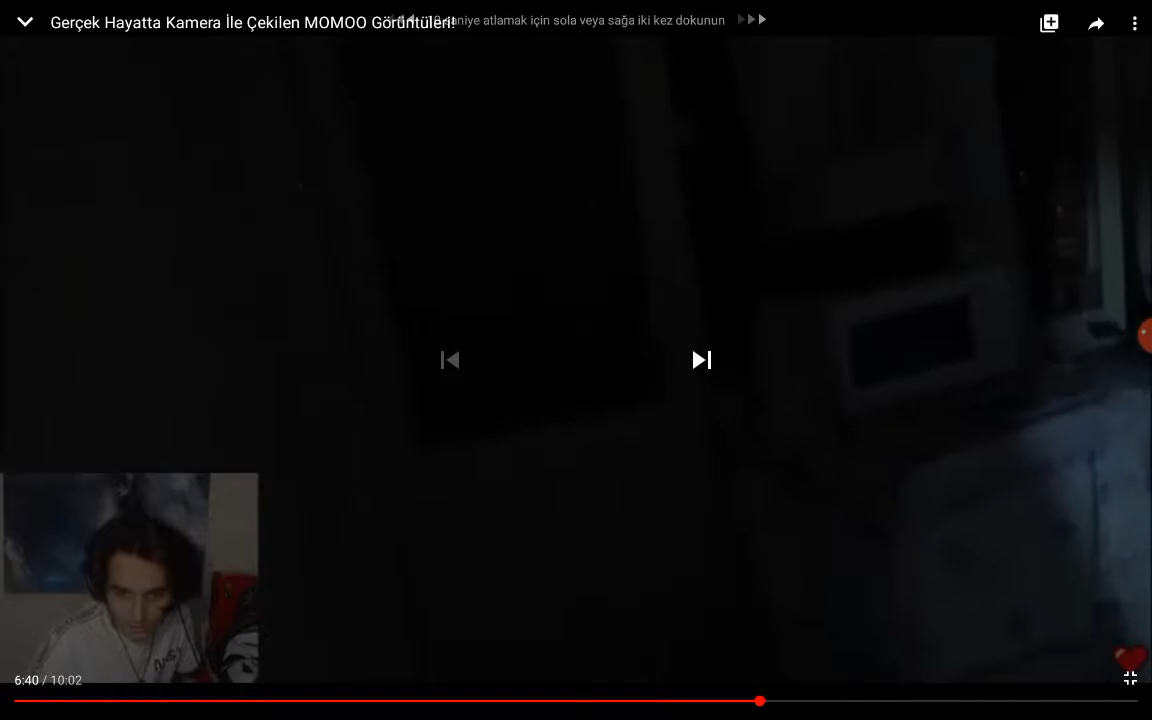 Gerçek Hayatta Kamera İle Çekilen MOMOO Görüntüleri!
saniye atlamak için sola veya sağa iki kez dokunun
6:40 / 10:02